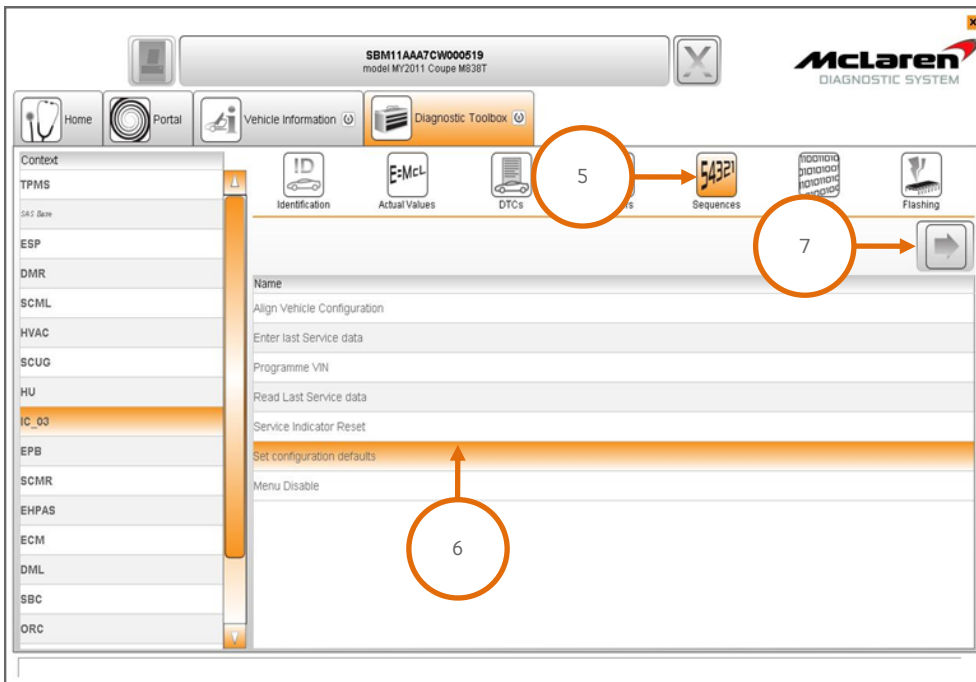 SBM11AAA7CW000519
model MY2011 Coupe M838T
X
McLaren
DIAGNOSTIC SYSTEM
Home
Portal
Vehicle Information
Diagnostic Toolbox
Context
TPMS
SAS Base
ESP
DMR
SCML
HVAC
SCUG
HU
IC_03
EPB
SCMR
EHPAS
ECM
DML
SBC
ORC
ID
Identification
E=McL
Actual Values
DTCs
5
rs
54321
Sequences
Flashing
7
Name
Align Vehicle Configuration
Enter last Service data
Programme VIN
Read Last Service data
Service Indicator Reset
Set configuration defaults
Menu Disable
6